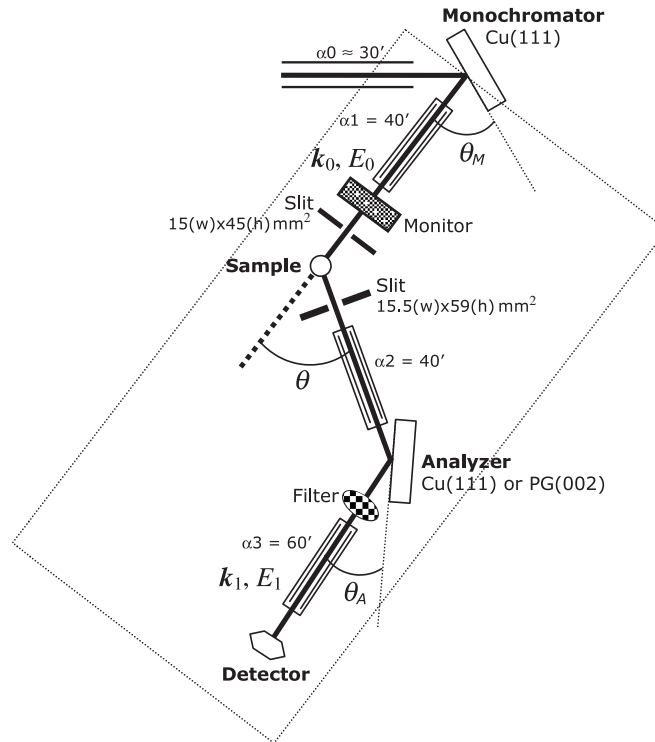 Monochromator
Cu(111)
α0 ≈ 30′
α1 = 40′
θM
k0, E0
Slit
15(w)x45(h) mm2
Monitor
Sample
Slit
15.5(w)x59(h) mm2
θ
α2 = 40′
Analyzer
Cu(111) or PG(002)
Filter
α3 = 60′
k1, E1
θA
Detector